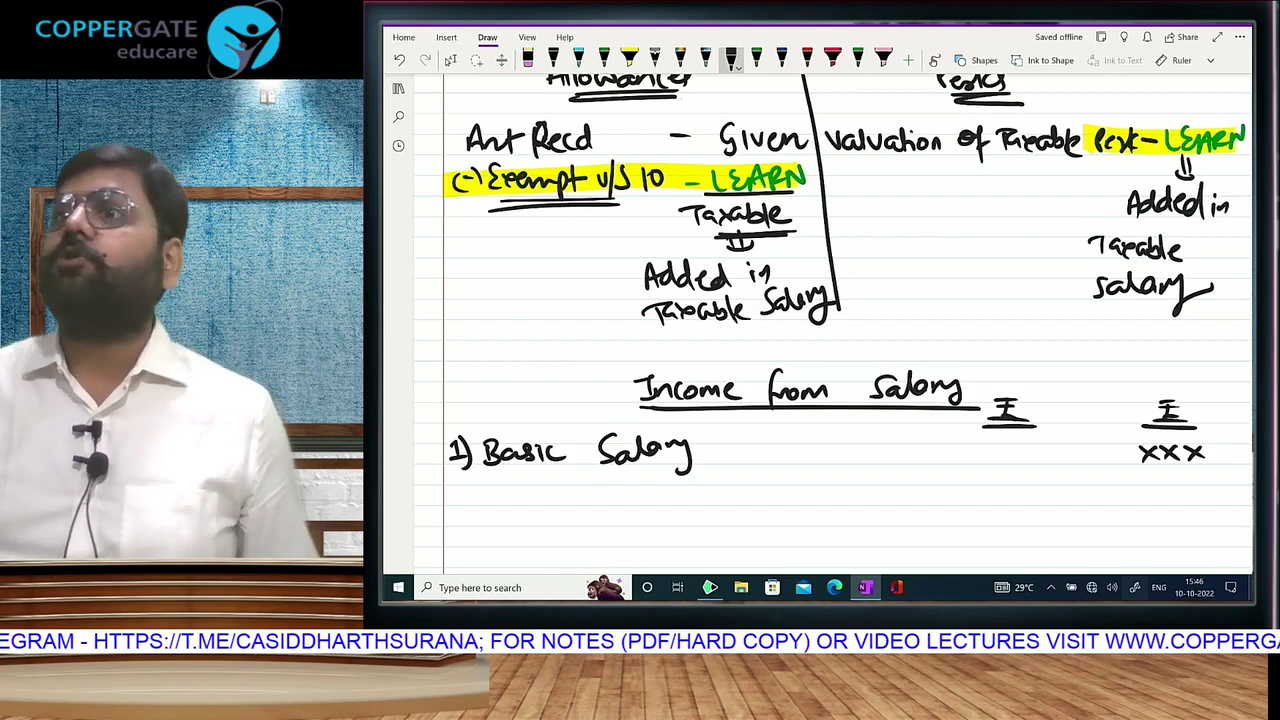 COPPERGATE
educare
Home Insert Draw View Help
Saved offline
Share
Shapes
Ink to Shape
Ink to Text
Ruler
Allowances
Perks
Amt Recd - Given
(-) Exempt u/s 10 - LEARN
Taxable
Added in
Taxable Salary
Valuation of Taxable Perk - LEARN
Added in
Taxable
Salary
Income from Salary
₹ ₹
1) Basic Salary xxx
Type here to search
29°C
ENG
15:46
10-10-2022
EGRAM - HTTPS://T.ME/CASIDDHARTHSURANA; FOR NOTES (PDF/HARD COPY) OR VIDEO LECTURES VISIT WWW.COPPERGA